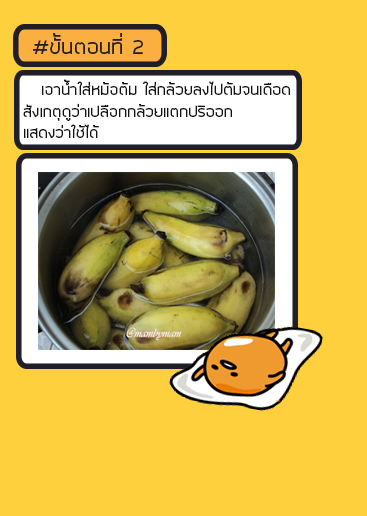 #ขั้นตอนที่ 2
เอาน้ำใส่หม้อต้ม ใส่กล้วยลงไปต้มจนเดือด
สังเกตุดูว่าเปลือกกล้วยแตกปริออก
แสดงว่าใช้ได้
@mambymam